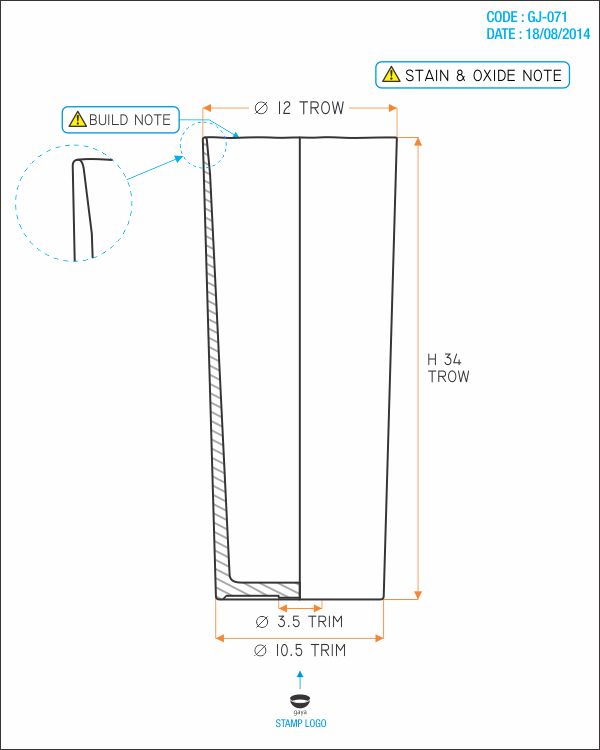 CODE : GJ-071
DATE : 18/08/2014
STAIN & OXIDE NOTE
Ø 12 TROW
BUILD NOTE
H 34
TROW
Ø 3.5 TRIM
Ø 10.5 TRIM
gaya
STAMP LOGO